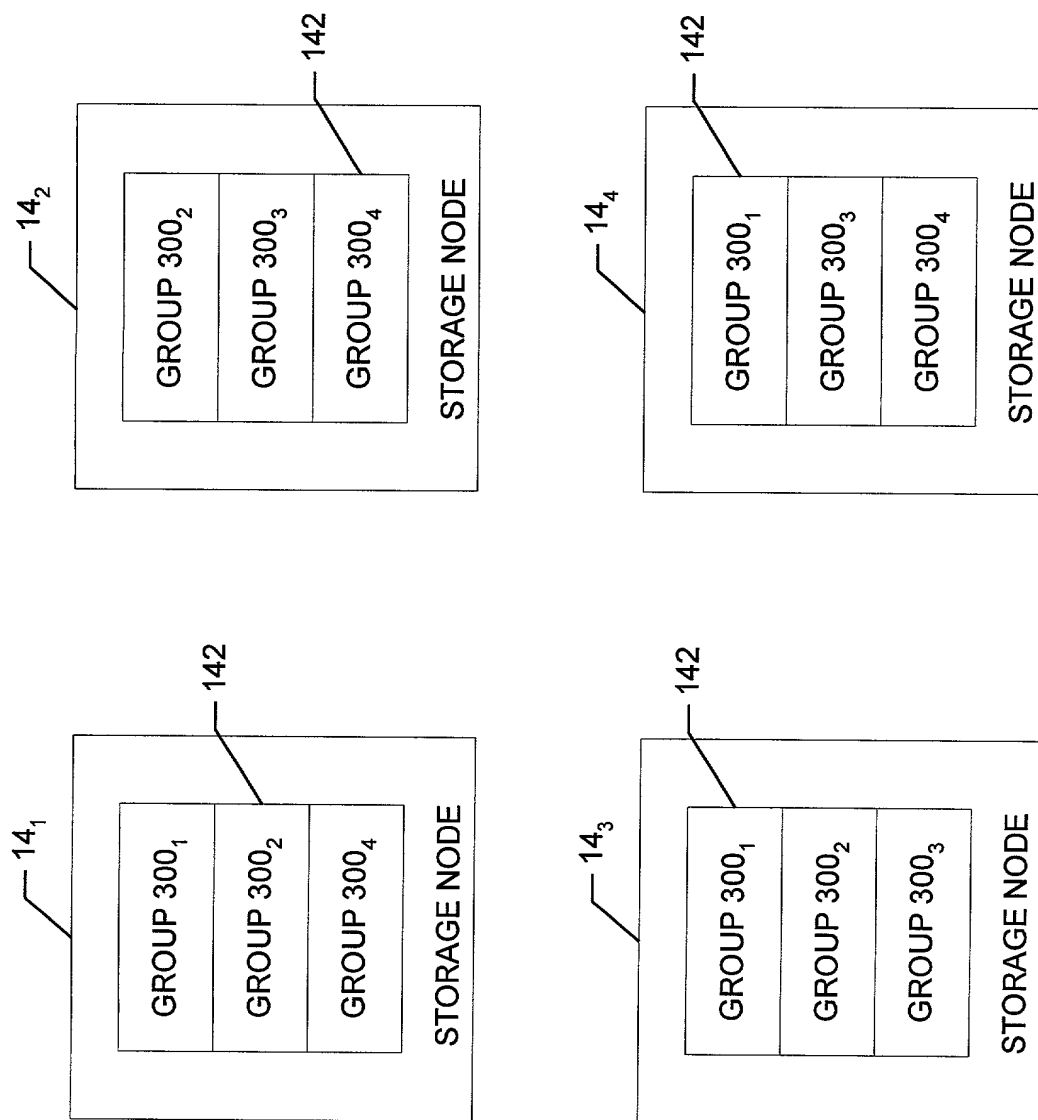 14₁
142
GROUP 300₁
GROUP 300₂
GROUP 300₄
STORAGE NODE
14₂
142
GROUP 300₂
GROUP 300₃
GROUP 300₄
STORAGE NODE
14₃
142
GROUP 300₁
GROUP 300₂
GROUP 300₃
STORAGE NODE
14₄
142
GROUP 300₁
GROUP 300₃
GROUP 300₄
STORAGE NODE